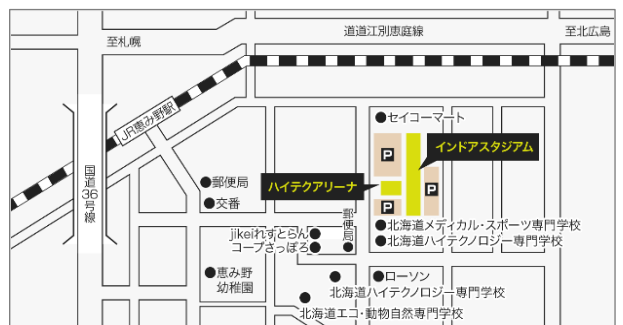 道道江別恵庭線
至北広島
至札幌
JR恵み野駅
国道36号線
セイコーマート
インドアスタジアム
P
ハイテクアリーナ
P
P
郵便局
交番
郵便局
北海道メディカル・スポーツ専門学校
北海道ハイテクノロジー専門学校
jikeiれすとらん
コープさっぽろ
恵み野
幼稚園
ローソン
北海道ハイテクノロジー専門学校
北海道エコ・動物自然専門学校